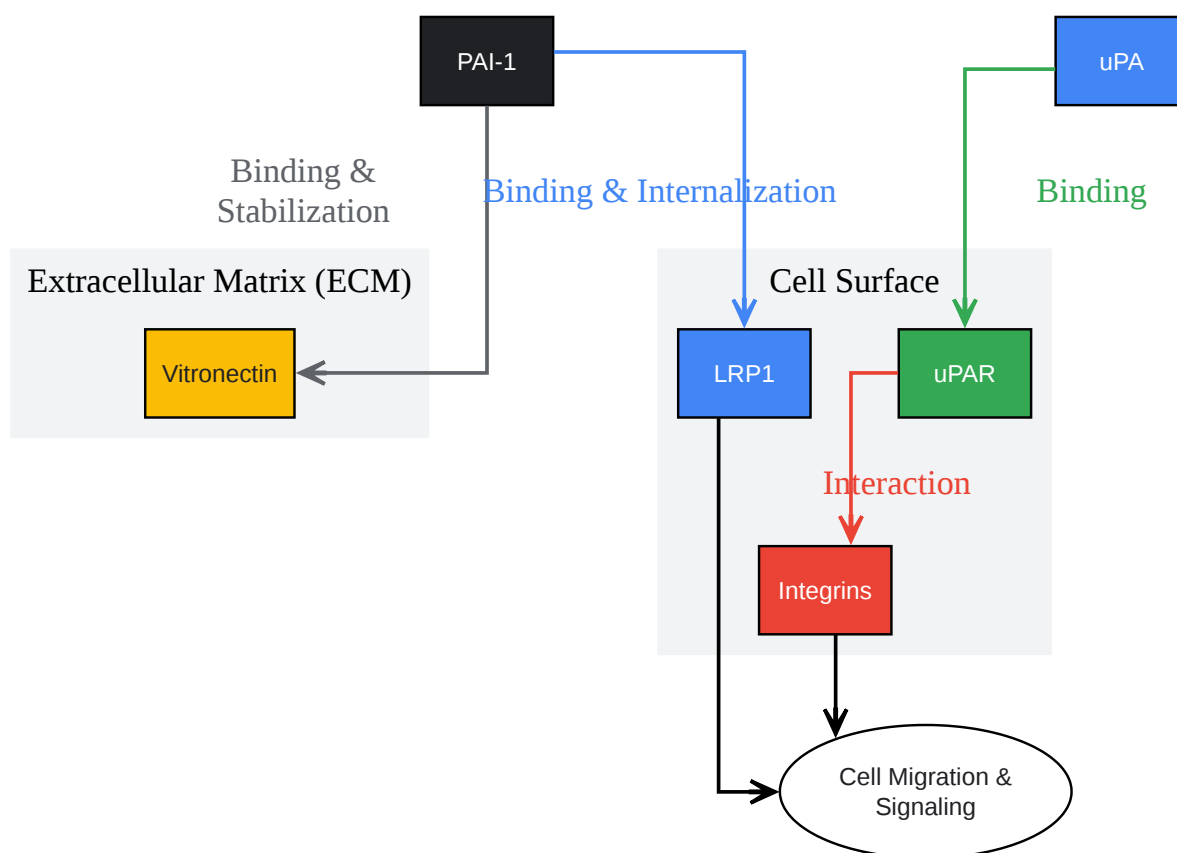 PAI-1
uPA
Binding &
Stabilization
Binding & Internalization
Binding
Extracellular Matrix (ECM)
Cell Surface
Vitronectin
LRP1
uPAR
Interaction
Integrins
Cell Migration &
Signaling